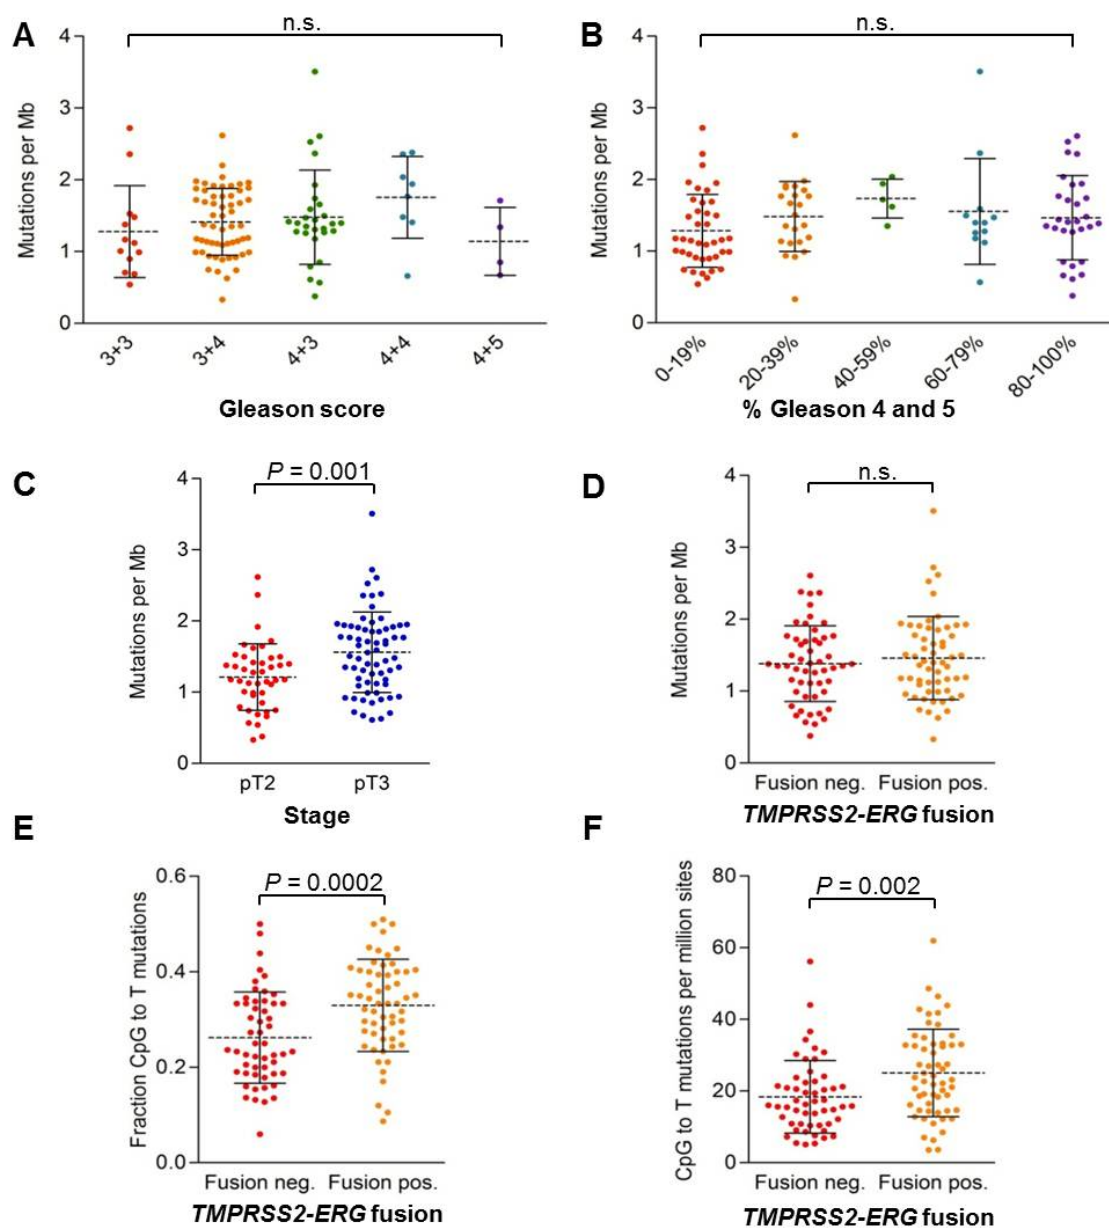 A
n.s.
4
3
2
1
0
Mutations per Mb
3+3
3+4
4+3
4+4
4+5
Gleason score
B
n.s.
4
3
2
1
0
Mutations per Mb
0-19%
20-39%
40-59%
60-79%
80-100%
% Gleason 4 and 5
C
P = 0.001
4
3
2
1
0
Mutations per Mb
pT2
pT3
Stage
D
n.s.
4
3
2
1
0
Mutations per Mb
Fusion neg.
Fusion pos.
TMPRSS2-ERG fusion
E
P = 0.0002
0.6
0.4
0.2
0.0
Fraction CpG to T mutations
Fusion neg.
Fusion pos.
TMPRSS2-ERG fusion
F
P = 0.002
80
60
40
20
0
CpG to T mutations per million sites
Fusion neg.
Fusion pos.
TMPRSS2-ERG fusion